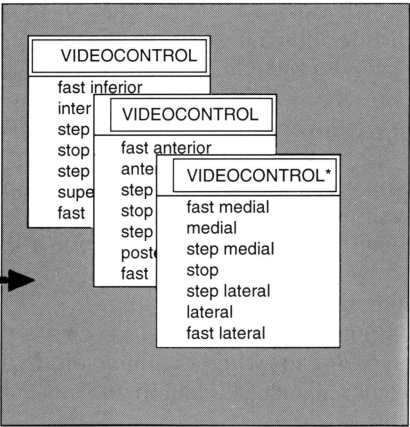 VIDEOCONTROL
fast inferior
inter
step
stop
step
supe
fast
VIDEOCONTROL
fast anterior
ante
step
stop
step
poste
fast
VIDEOCONTROL*
fast medial
medial
step medial
stop
step lateral
lateral
fast lateral